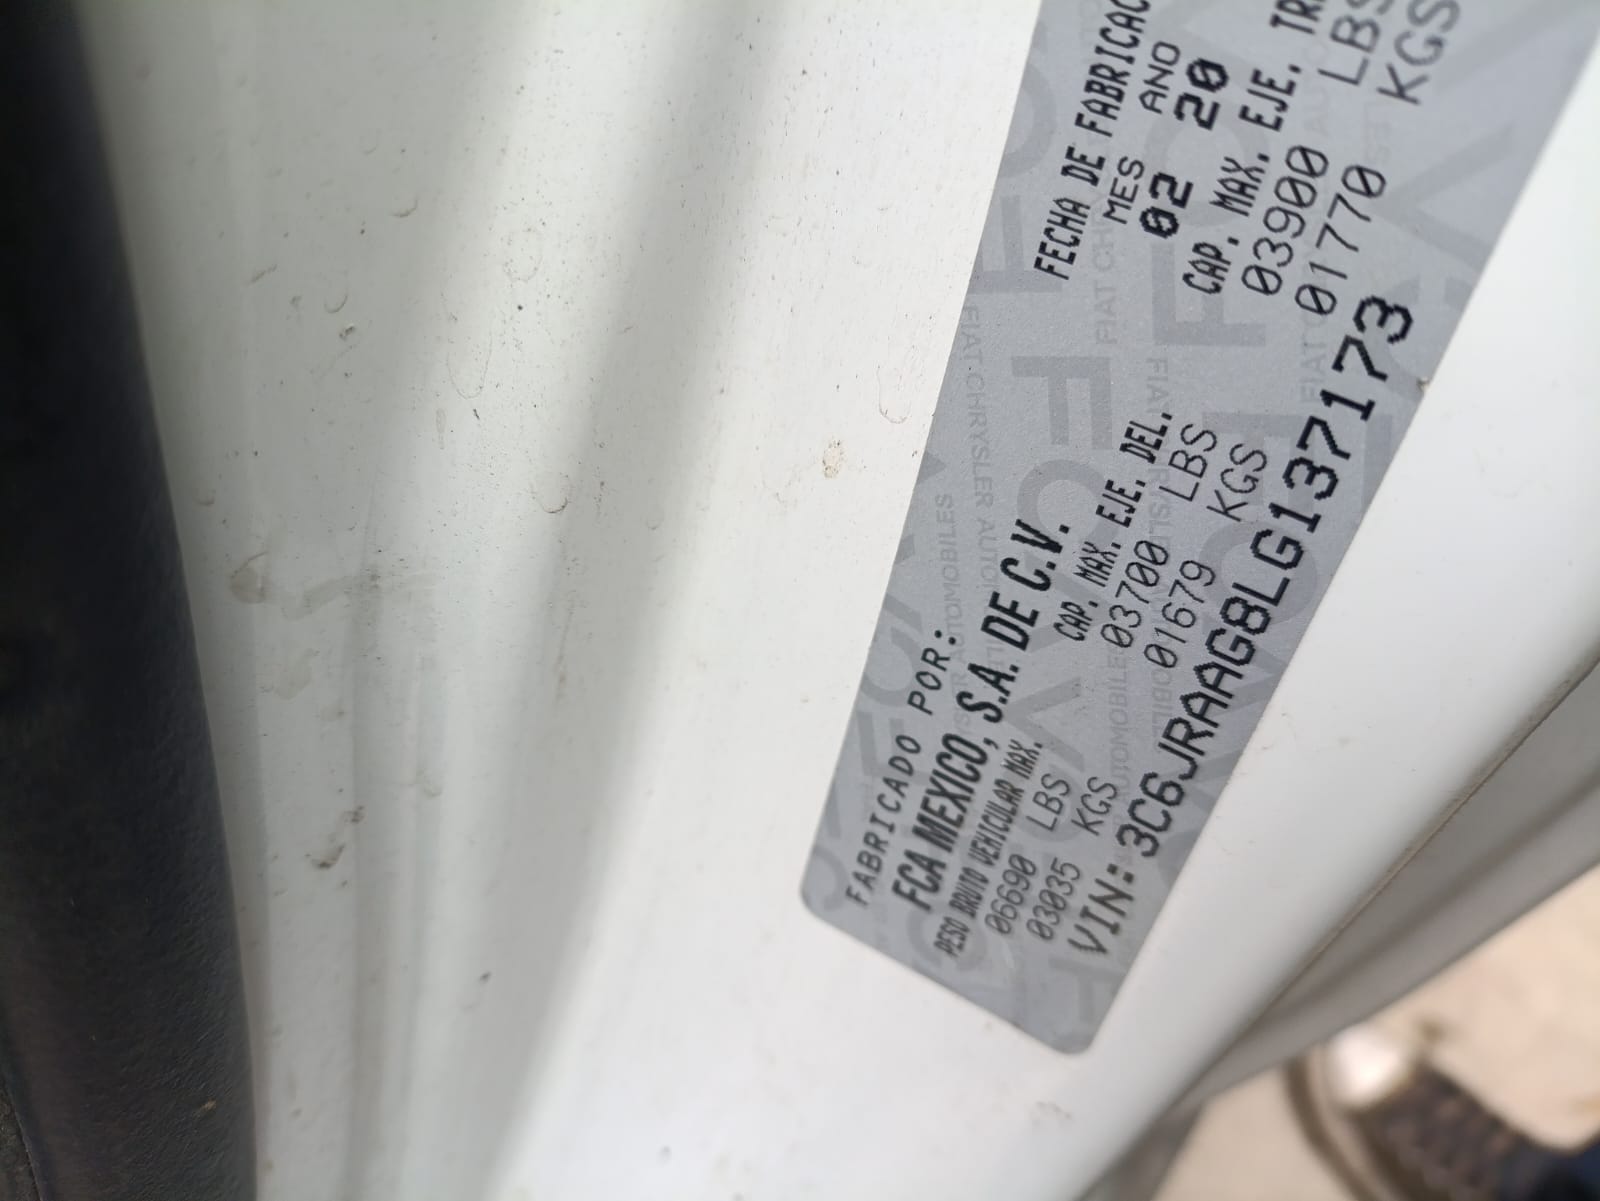 FABRICADO POR:
FCA MEXICO, S.A. DE C.V.
FECHA DE FABRICAC
MES ANO
02 20
PESO BRUTO VEHICULAR MAX.
06690 LBS
03035 KGS
CAP. MAX. EJE. DEL.
03700 LBS
01679 KGS
CAP. MAX. EJE. TR
03900 LBS
01770 KGS
VIN: 3C6JRAAG8LG137173